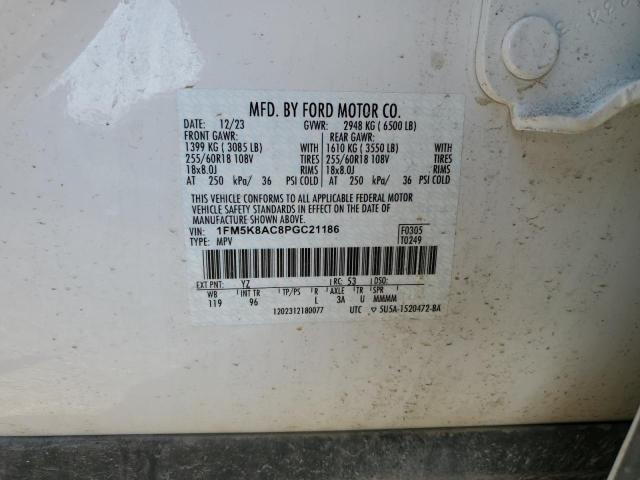 MFD. BY FORD MOTOR CO.
DATE: 12/23 GVWR: 2948 KG ( 6500 LB)
FRONT GAWR: REAR GAWR:
1399 KG ( 3085 LB) WITH 1610 KG ( 3550 LB) WITH
255/60R18 108V TIRES 255/60R18 108V TIRES
18x8.0J RIMS 18x8.0J RIMS
AT 250 kPa/ 36 PSI COLD AT 250 kPa/ 36 PSI COLD
THIS VEHICLE CONFORMS TO ALL APPLICABLE FEDERAL MOTOR
VEHICLE SAFETY STANDARDS IN EFFECT ON THE DATE OF
MANUFACTURE SHOWN ABOVE.
VIN: 1FM5K8AC8PGC21186 F0305
TYPE: MPV T0249
EXT PNT: YZ RC: 53 DSO:
WB INT TR TP/PS R AXLE TR SPR
119 96 L 3A U MMMM
1202312180077 UTC 5U5A-1520472-BA